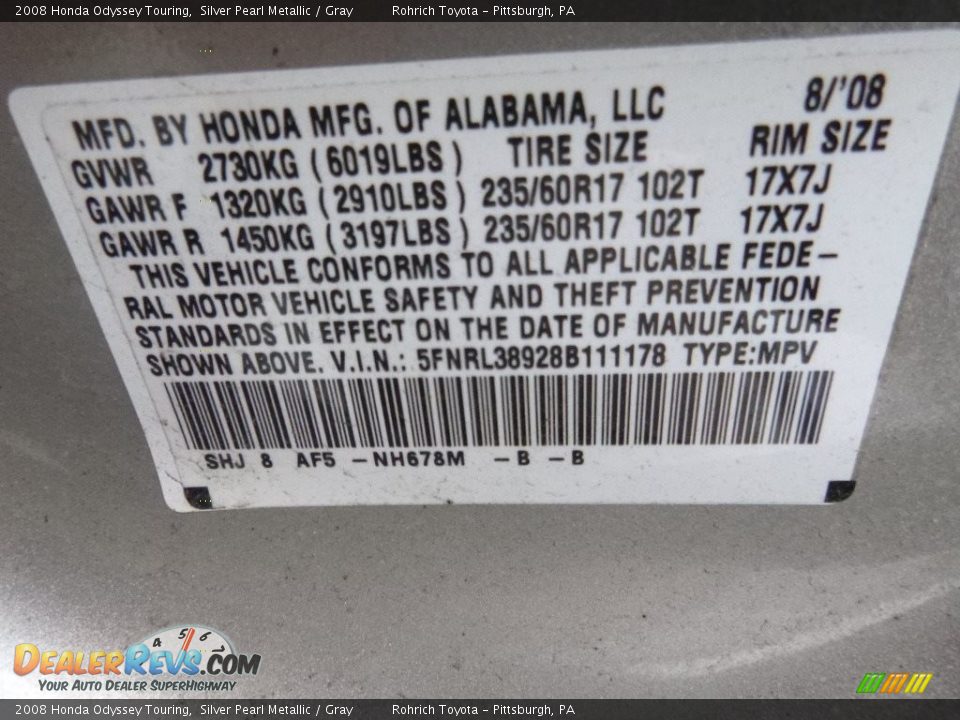 2008 Honda Odyssey Touring, Silver Pearl Metallic / Gray Rohrich Toyota - Pittsburgh, PA
MFD. BY HONDA MFG. OF ALABAMA, LLC 8/'08
GVWR 2730KG (6019LBS) TIRE SIZE RIM SIZE
GAWR F 1320KG (2910LBS) 235/60R17 102T 17X7J
GAWR R 1450KG (3197LBS) 235/60R17 102T 17X7J
THIS VEHICLE CONFORMS TO ALL APPLICABLE FEDE-
RAL MOTOR VEHICLE SAFETY AND THEFT PREVENTION
STANDARDS IN EFFECT ON THE DATE OF MANUFACTURE
SHOWN ABOVE. V.I.N.: 5FNRL38928B111178 TYPE:MPV
SHJ 8 AF5 -NH678M -B -B
4 5 6 7
DEALERREVS.COM
YOUR AUTO DEALER SUPERHIGHWAY
2008 Honda Odyssey Touring, Silver Pearl Metallic / Gray Rohrich Toyota - Pittsburgh, PA